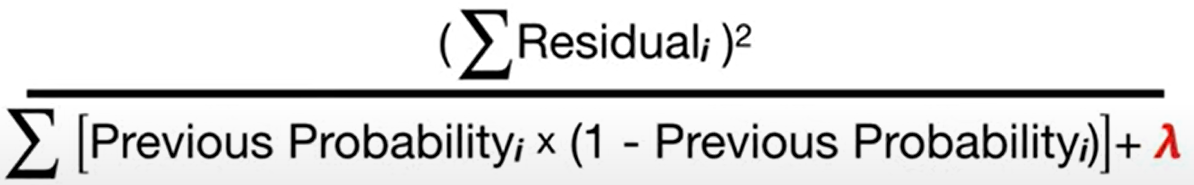 (∑Residualᵢ)²
∑ [Previous Probabilityᵢ × (1 - Previous Probabilityᵢ)]+ λ